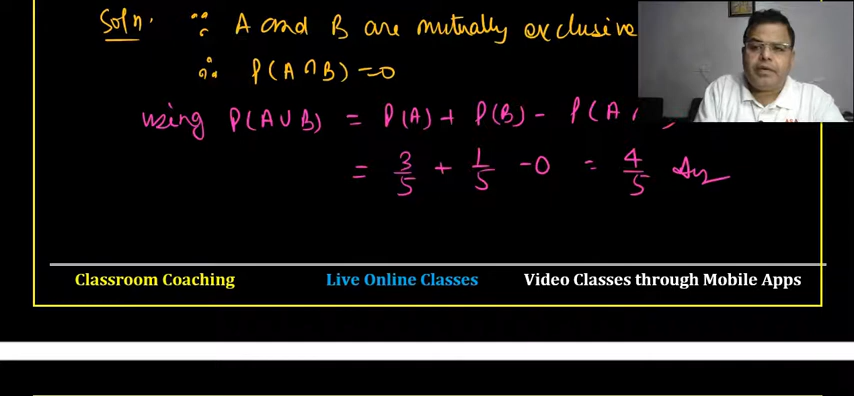 Soln. ∵ A and B are mutually exclusive
∴ P(A∩B) = 0
using P(A∪B) = P(A) + P(B) - P(A
= 3/5 + 1/5 - 0 = 4/5 Ans
Classroom Coaching Live Online Classes Video Classes through Mobile Apps